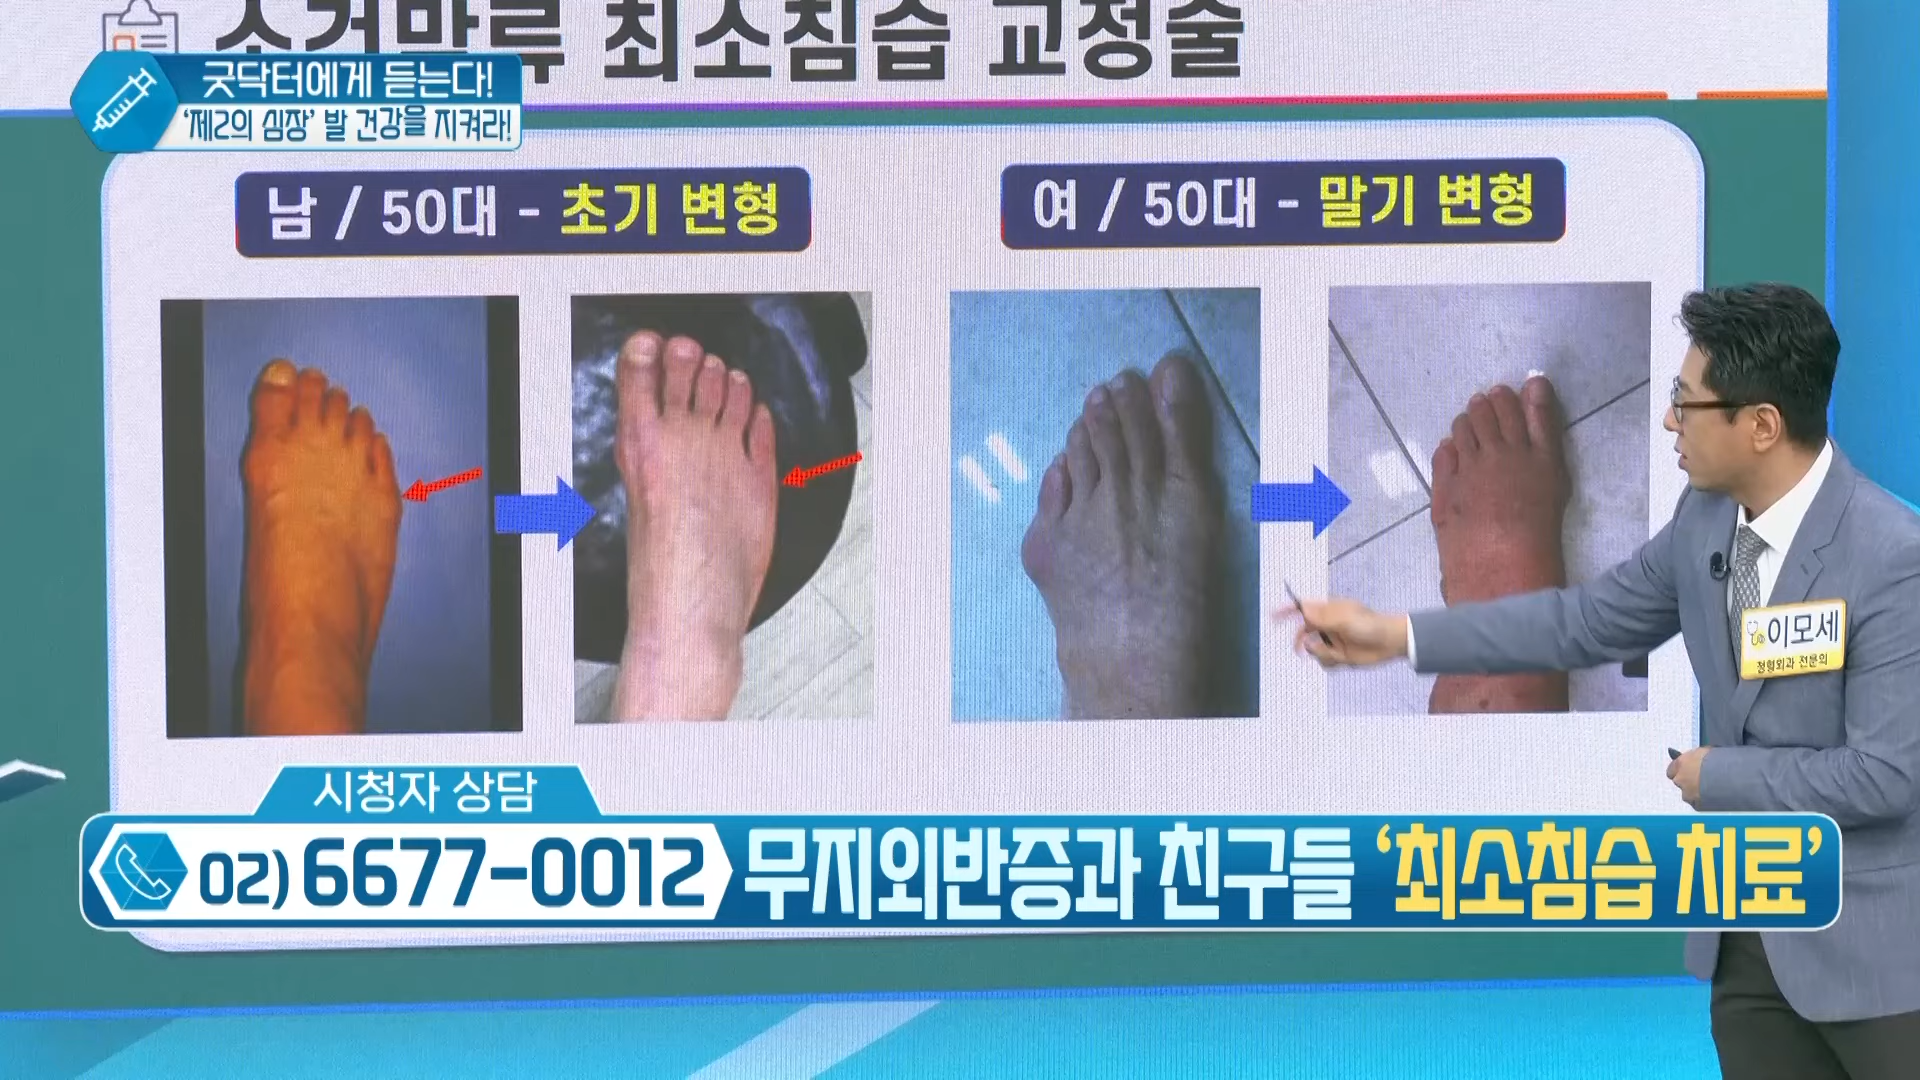 소건막류 최소침습 교정술
굿닥터에게 듣는다!
‘제2의 심장’ 발 건강을 지켜라!
남 / 50대 - 초기 변형
여 / 50대 - 말기 변형
이모세
정형외과 전문의
시청자 상담
02) 6677-0012
무지외반증과 친구들 ‘최소침습 치료’